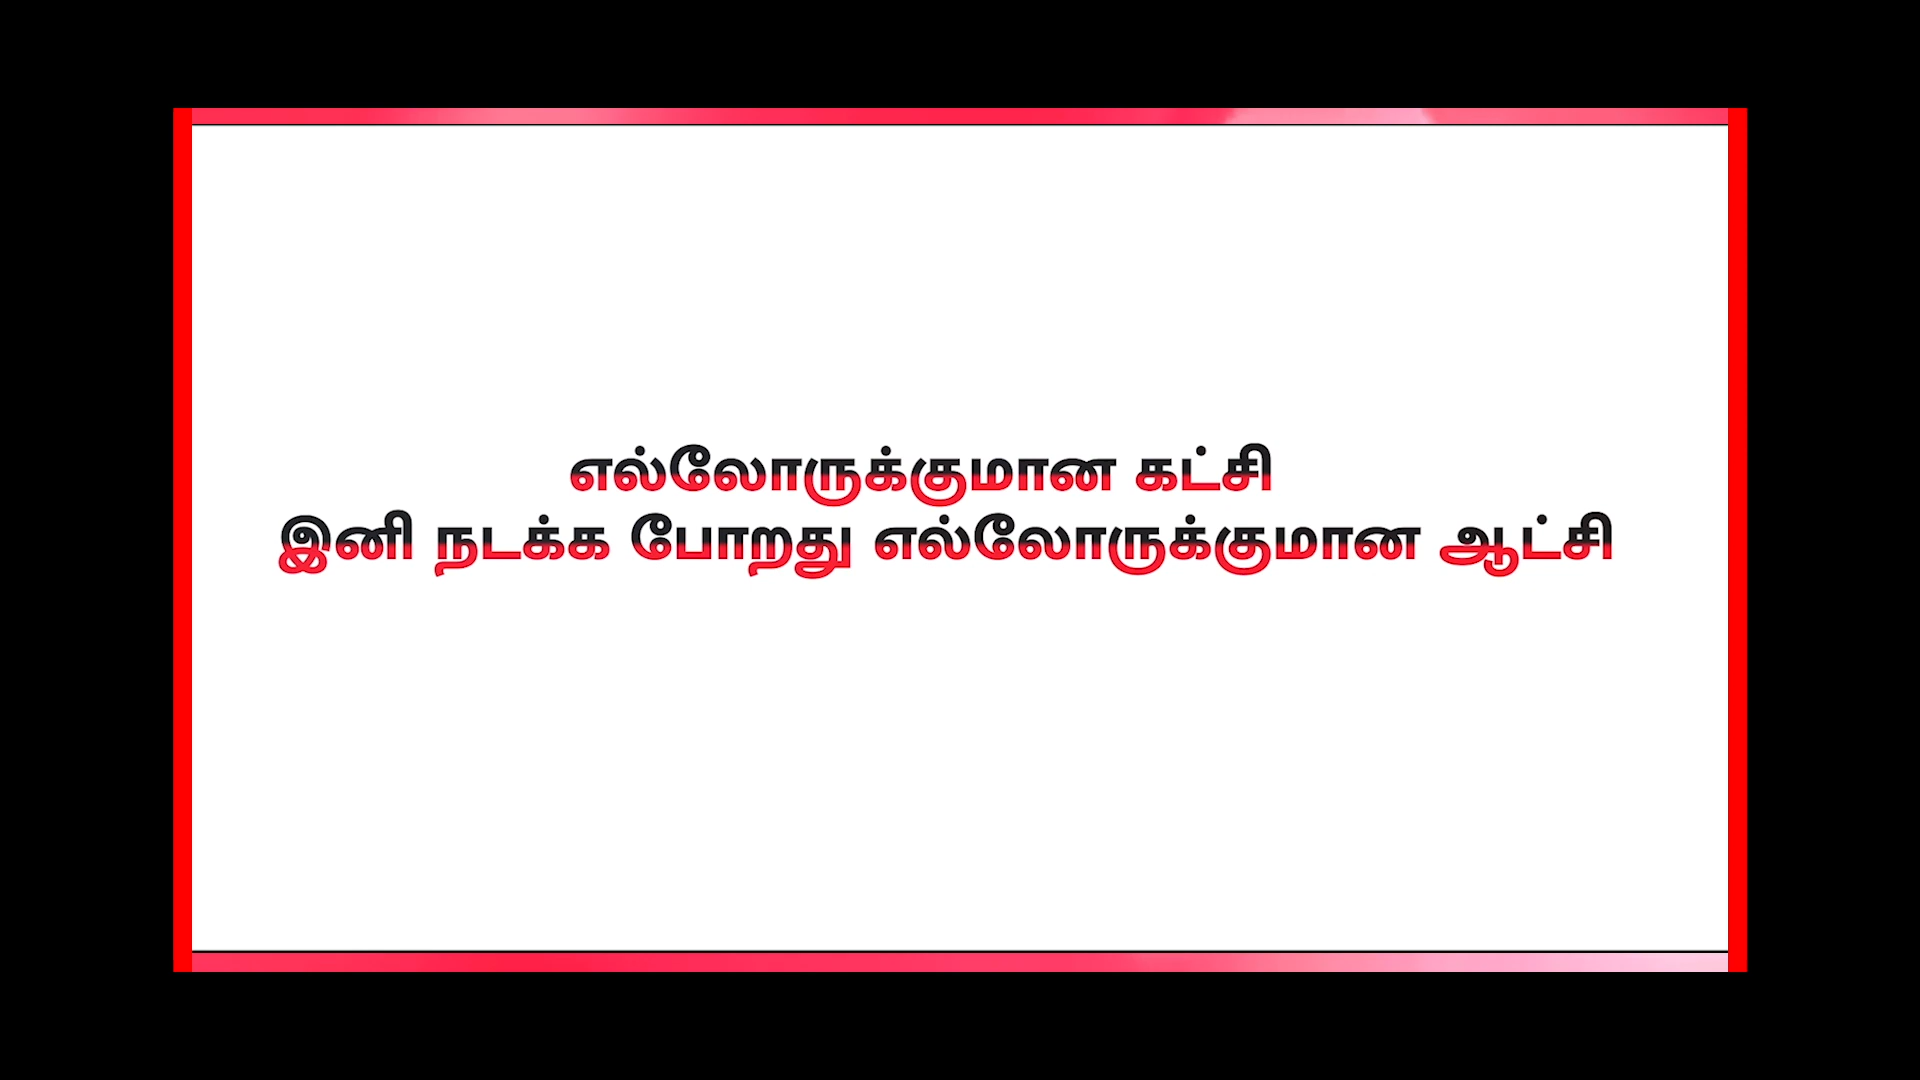 எல்லோருக்குமான கட்சி
இனி நடக்க போறது எல்லோருக்குமான ஆட்சி